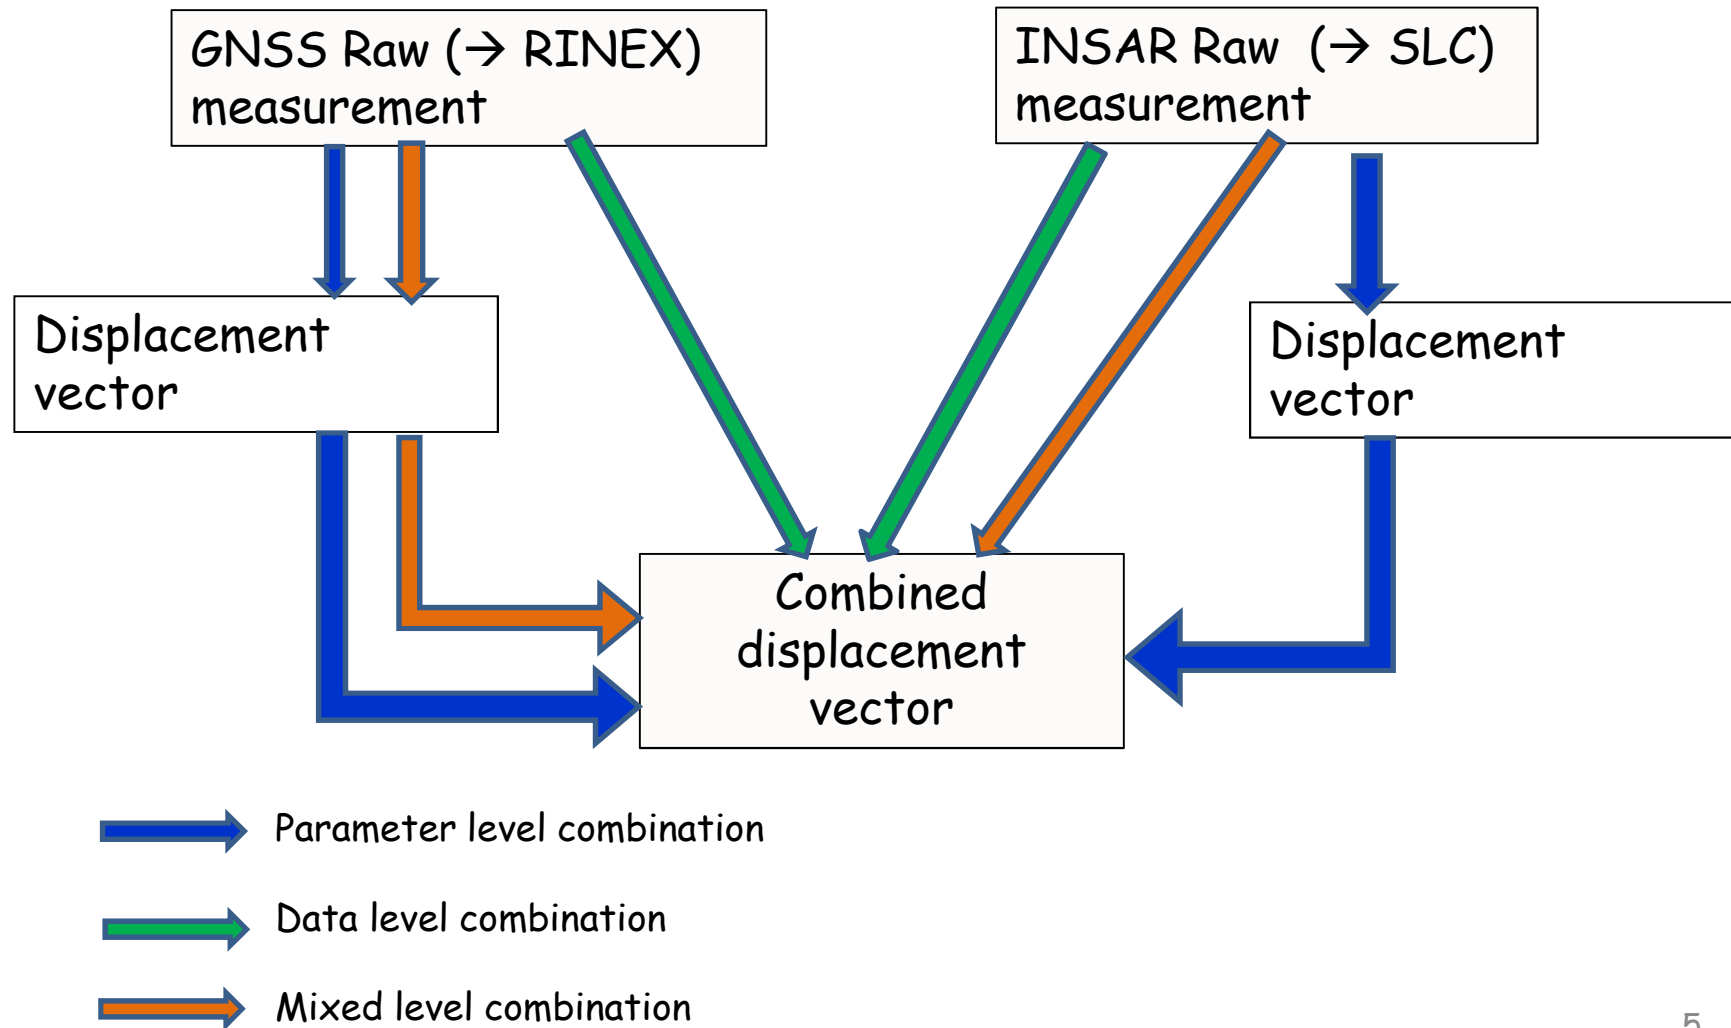 GNSS Raw (→ RINEX)
measurement
INSAR Raw (→ SLC)
measurement
Displacement
vector
Displacement
vector
Combined
displacement
vector
Parameter level combination
Data level combination
Mixed level combination
5